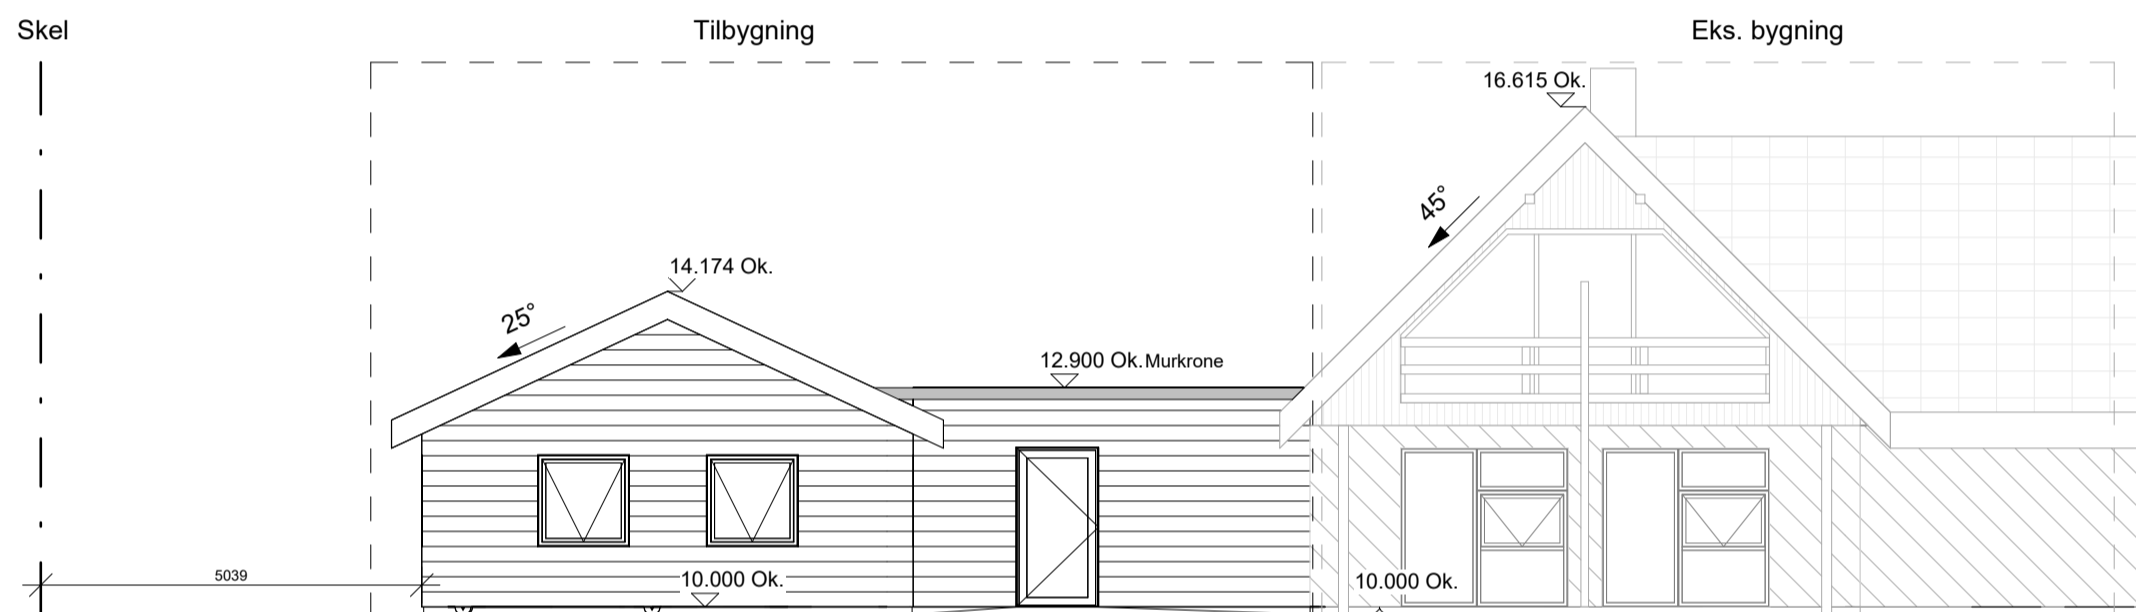 Skel
Tilbygning
Eks. bygning
16.615 Ok.
45°
14.174 Ok.
25°
12.900 Ok. Murkrone
5039
10.000 Ok.
10.000 Ok.